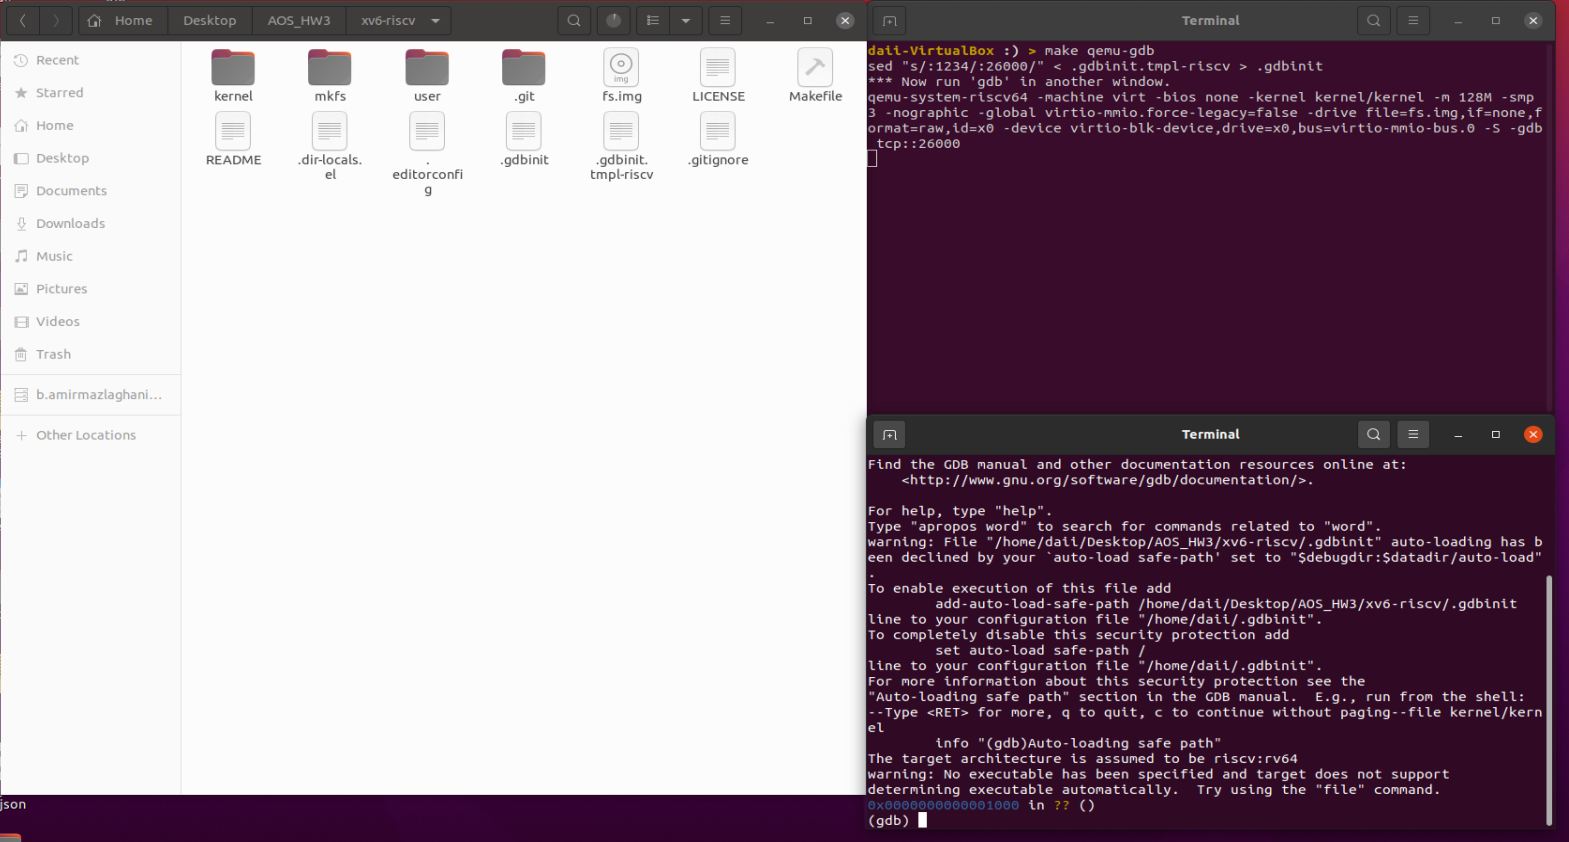 Home Desktop AOS_HW3 xv6-riscv
Recent
Starred
Home
Desktop
Documents
Downloads
Music
Pictures
Videos
Trash
b.amirmazlaghani...
Other Locations
kernel mkfs user .git fs.img LICENSE Makefile
img
README .dir-locals.
el
.
editorconfi
g
.gdbinit .gdbinit.
tmpl-riscv
.gitignore
json
Terminal
daii-VirtualBox :) > make qemu-gdb
sed "s/:1234/:26000/" < .gdbinit.tmpl-riscv > .gdbinit
*** Now run 'gdb' in another window.
qemu-system-riscv64 -machine virt -bios none -kernel kernel/kernel -m 128M -smp
3 -nographic -global virtio-mmio.force-legacy=false -drive file=fs.img,if=none,f
ormat=raw,id=x0 -device virtio-blk-device,drive=x0,bus=virtio-mmio-bus.0 -S -gdb
tcp::26000
Terminal
Find the GDB manual and other documentation resources online at:
<http://www.gnu.org/software/gdb/documentation/>.
For help, type "help".
Type "apropos word" to search for commands related to "word".
warning: File "/home/daii/Desktop/AOS_HW3/xv6-riscv/.gdbinit" auto-loading has b
een declined by your `auto-load safe-path' set to "$debugdir:$datadir/auto-load"
.
To enable execution of this file add
add-auto-load-safe-path /home/daii/Desktop/AOS_HW3/xv6-riscv/.gdbinit
line to your configuration file "/home/daii/.gdbinit".
To completely disable this security protection add
set auto-load safe-path /
line to your configuration file "/home/daii/.gdbinit".
For more information about this security protection see the
"Auto-loading safe path" section in the GDB manual.  E.g., run from the shell:
--Type <RET> for more, q to quit, c to continue without paging--file kernel/kern
el
info "(gdb)Auto-loading safe path"
The target architecture is assumed to be riscv:rv64
warning: No executable has been specified and target does not support
determining executable automatically.  Try using the "file" command.
0x0000000000001000 in ?? ()
(gdb)